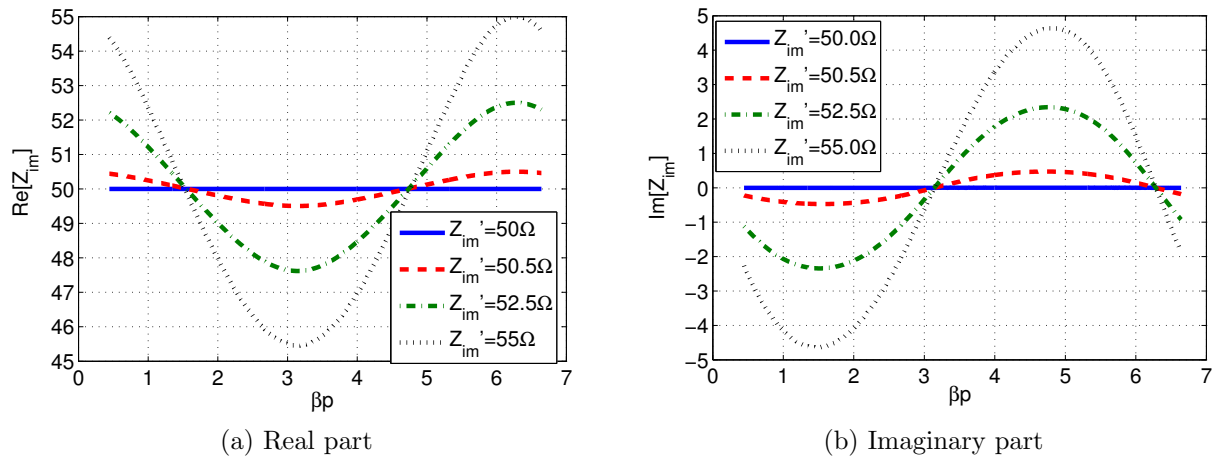 55
54
53
52
51
50
49
48
47
46
45
0 1 2 3 4 5 6 7
Re[Z_im]
βp
Z_im'=50Ω
Z_im'=50.5Ω
Z_im'=52.5Ω
Z_im'=55Ω
(a) Real part
5
4
3
2
1
0
−1
−2
−3
−4
−5
0 1 2 3 4 5 6 7
Im[Z_im]
βp
Z_im'=50.0Ω
Z_im'=50.5Ω
Z_im'=52.5Ω
Z_im'=55.0Ω
(b) Imaginary part